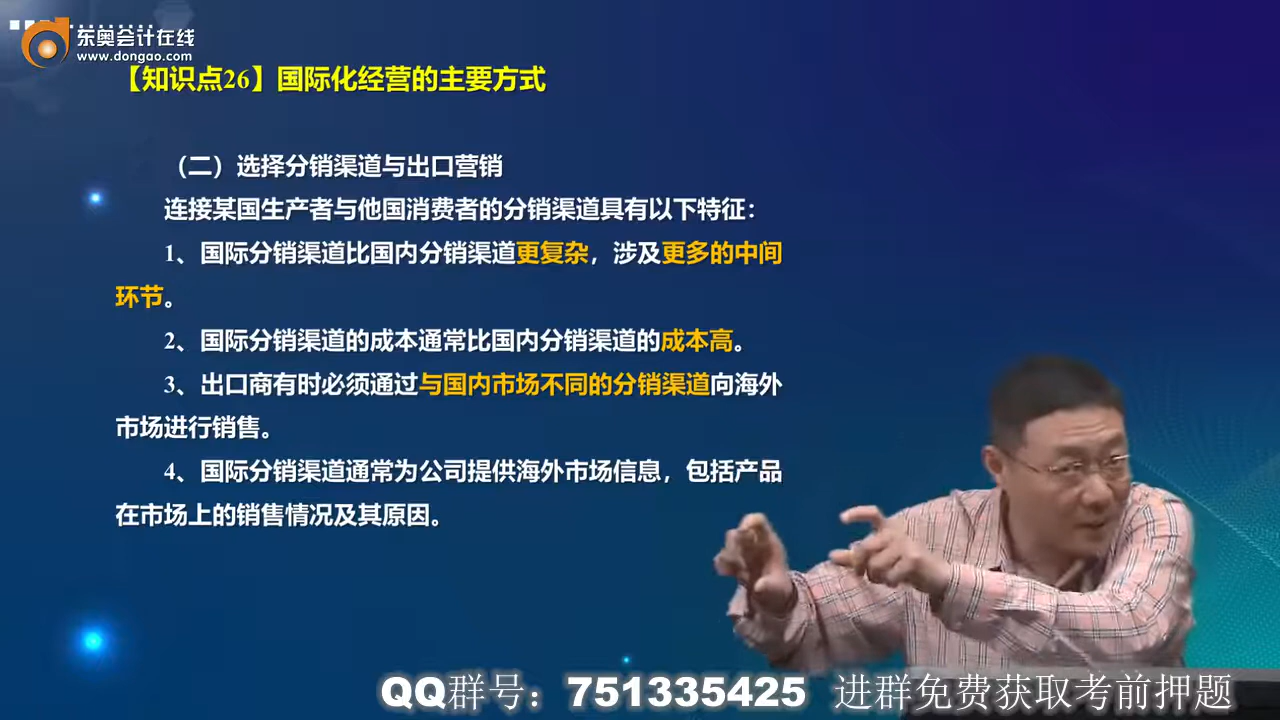 东奥会计在线
www.dongao.com
【知识点26】国际化经营的主要方式
（二）选择分销渠道与出口营销
连接某国生产者与他国消费者的分销渠道具有以下特征：
1、国际分销渠道比国内分销渠道更复杂，涉及更多的中间
环节。
2、国际分销渠道的成本通常比国内分销渠道的成本高。
3、出口商有时必须通过与国内市场不同的分销渠道向海外
市场进行销售。
4、国际分销渠道通常为公司提供海外市场信息，包括产品
在市场上的销售情况及其原因。
QQ群号：751335425 进群免费获取考前押题